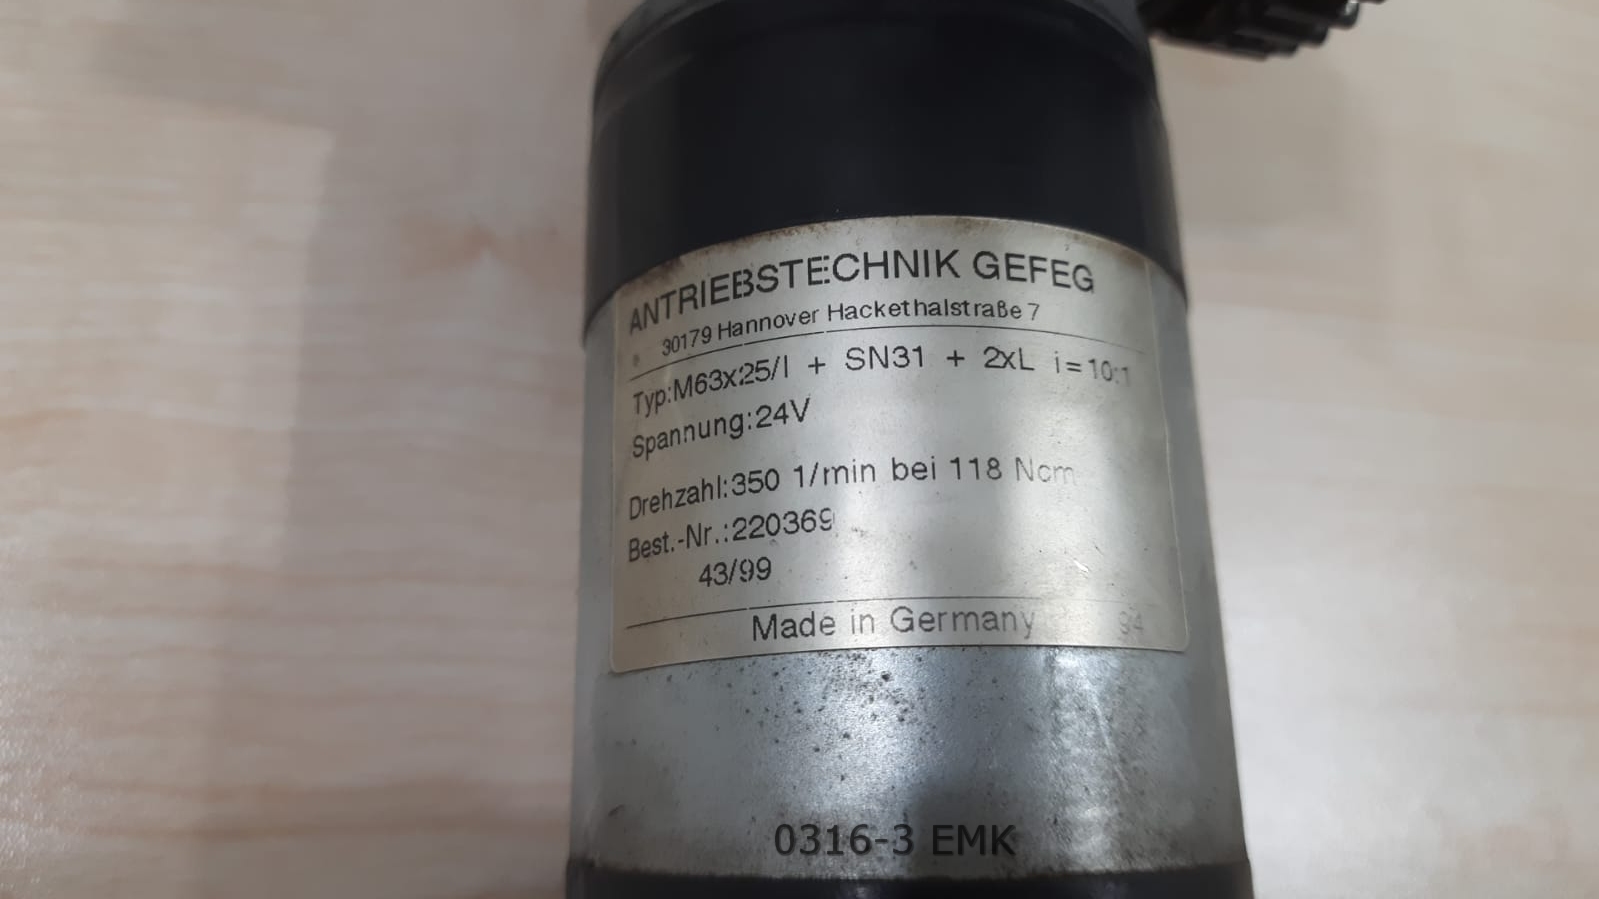 ANTRIEBSTECHNIK GEFEG
30179 Hannover Hackethalstraße 7
Typ:M63x25/I + SN31 + 2xL i=10:1
Spannung:24V
Drehzahl:350 1/min bei 118 Ncm
Best.-Nr.:220369
43/99
Made in Germany 94
0316-3 EMK